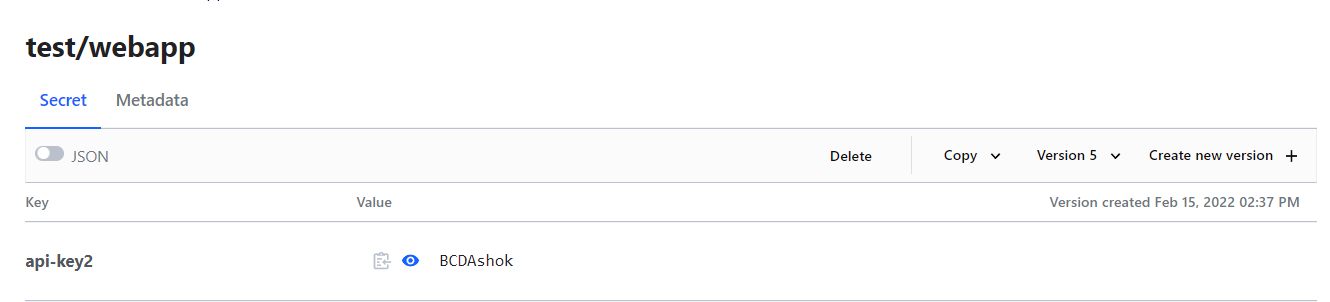 test/webapp
Secret Metadata
JSON Delete Copy Version 5 Create new version +
Key Value Version created Feb 15, 2022 02:37 PM
api-key2 BCDAshok